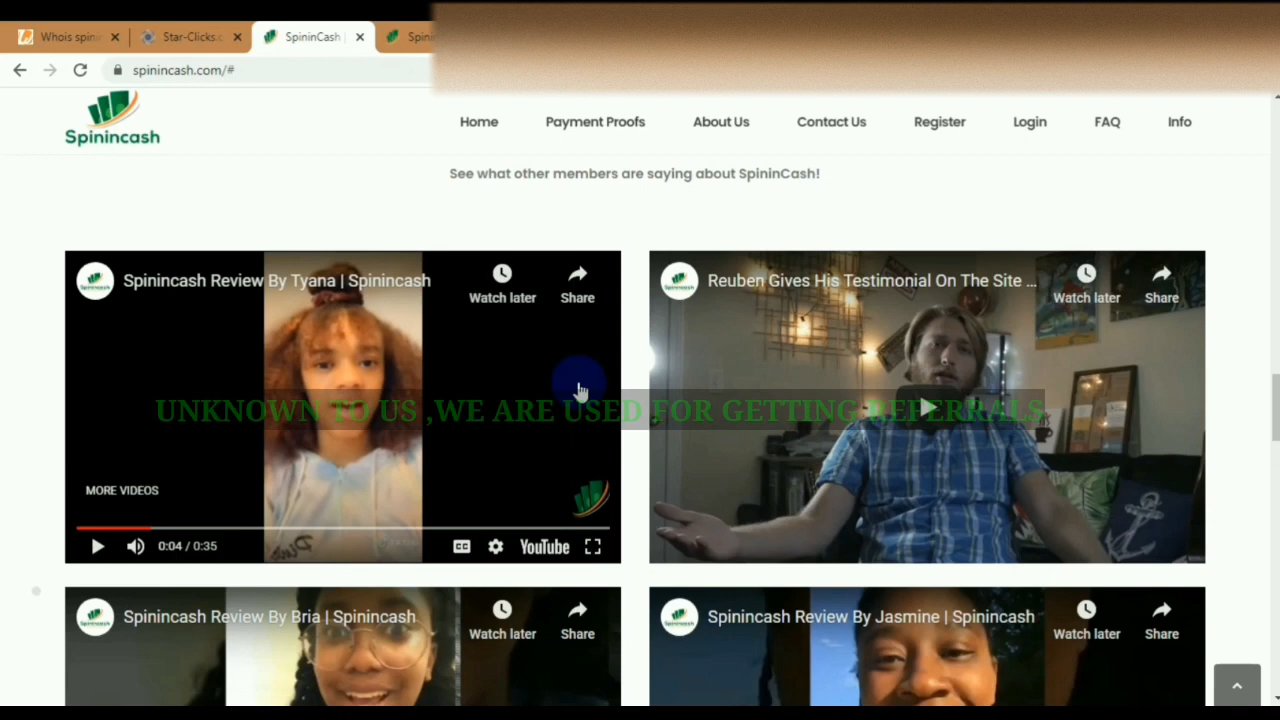 Whois spinin
Star-Clicks.c
SpininCash |
Spini
spinincash.com/#
Spinincash
Home
Payment Proofs
About Us
Contact Us
Register
Login
FAQ
Info
See what other members are saying about SpininCash!
Spinincash Review By Tyana | Spinincash
Watch later
Share
Reuben Gives His Testimonial On The Site ...
Watch later
Share
UNKNOWN TO US ,WE ARE USED FOR GETTING REFERRALS
MORE VIDEOS
0:04 / 0:35
CC
YouTube
Spinincash Review By Bria | Spinincash
Watch later
Share
Spinincash Review By Jasmine | Spinincash
Watch later
Share